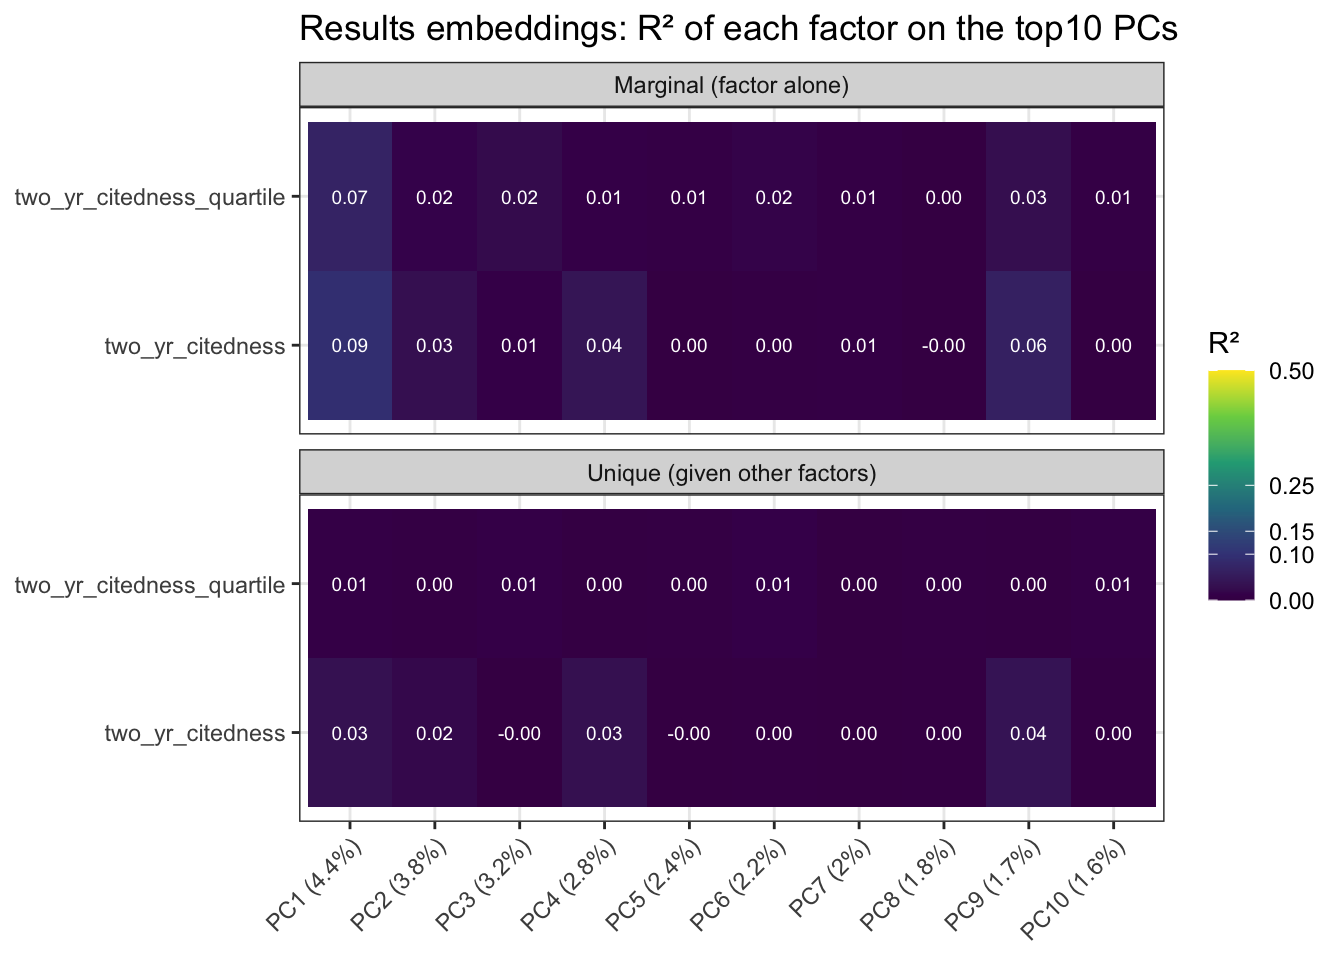 Results embeddings: R² of each factor on the top10 PCs
Marginal (factor alone)
two_yr_citedness_quartile 0.07 0.02 0.02 0.01 0.01 0.02 0.01 0.00 0.03 0.01
two_yr_citedness 0.09 0.03 0.01 0.04 0.00 0.00 0.01 -0.00 0.06 0.00
Unique (given other factors)
two_yr_citedness_quartile 0.01 0.00 0.01 0.00 0.00 0.01 0.00 0.00 0.00 0.01
two_yr_citedness 0.03 0.02 -0.00 0.03 -0.00 0.00 0.00 0.00 0.04 0.00
PC1 (4.4%) PC2 (3.8%) PC3 (3.2%) PC4 (2.8%) PC5 (2.4%) PC6 (2.2%) PC7 (2%) PC8 (1.8%) PC9 (1.7%) PC10 (1.6%)
R²
0.50
0.25
0.15
0.10
0.00